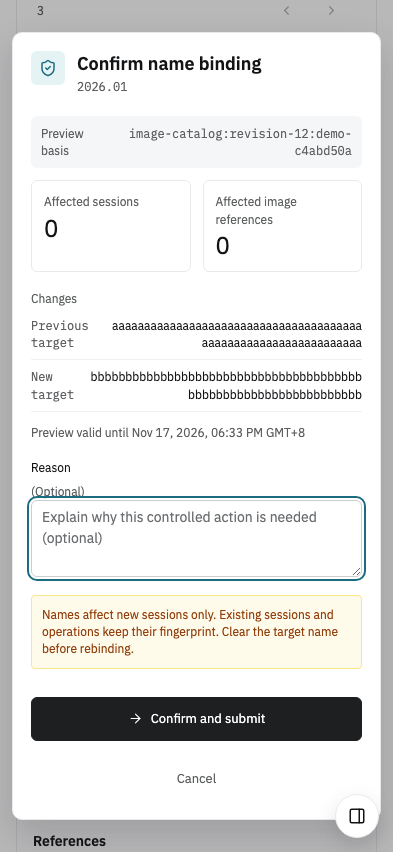 3
Confirm name binding
2026.01
Preview basis
image-catalog:revision-12:demo-c4abd50a
Affected sessions
0
Affected image references
0
Changes
Previous target
aaaaaaaaaaaaaaaaaaaaaaaaaaaaaaaaaaaaaaaa
aaaaaaaaaaaaaaaaaaaaaaaa
New target
bbbbbbbbbbbbbbbbbbbbbbbbbbbbbbbbbbbbbbb
bbbbbbbbbbbbbbbbbbbbbbbbb
Preview valid until Nov 17, 2026, 06:33 PM GMT+8
Reason
(Optional)
Explain why this controlled action is needed
(optional)
Names affect new sessions only. Existing sessions and
operations keep their fingerprint. Clear the target name
before rebinding.
Confirm and submit
Cancel
References